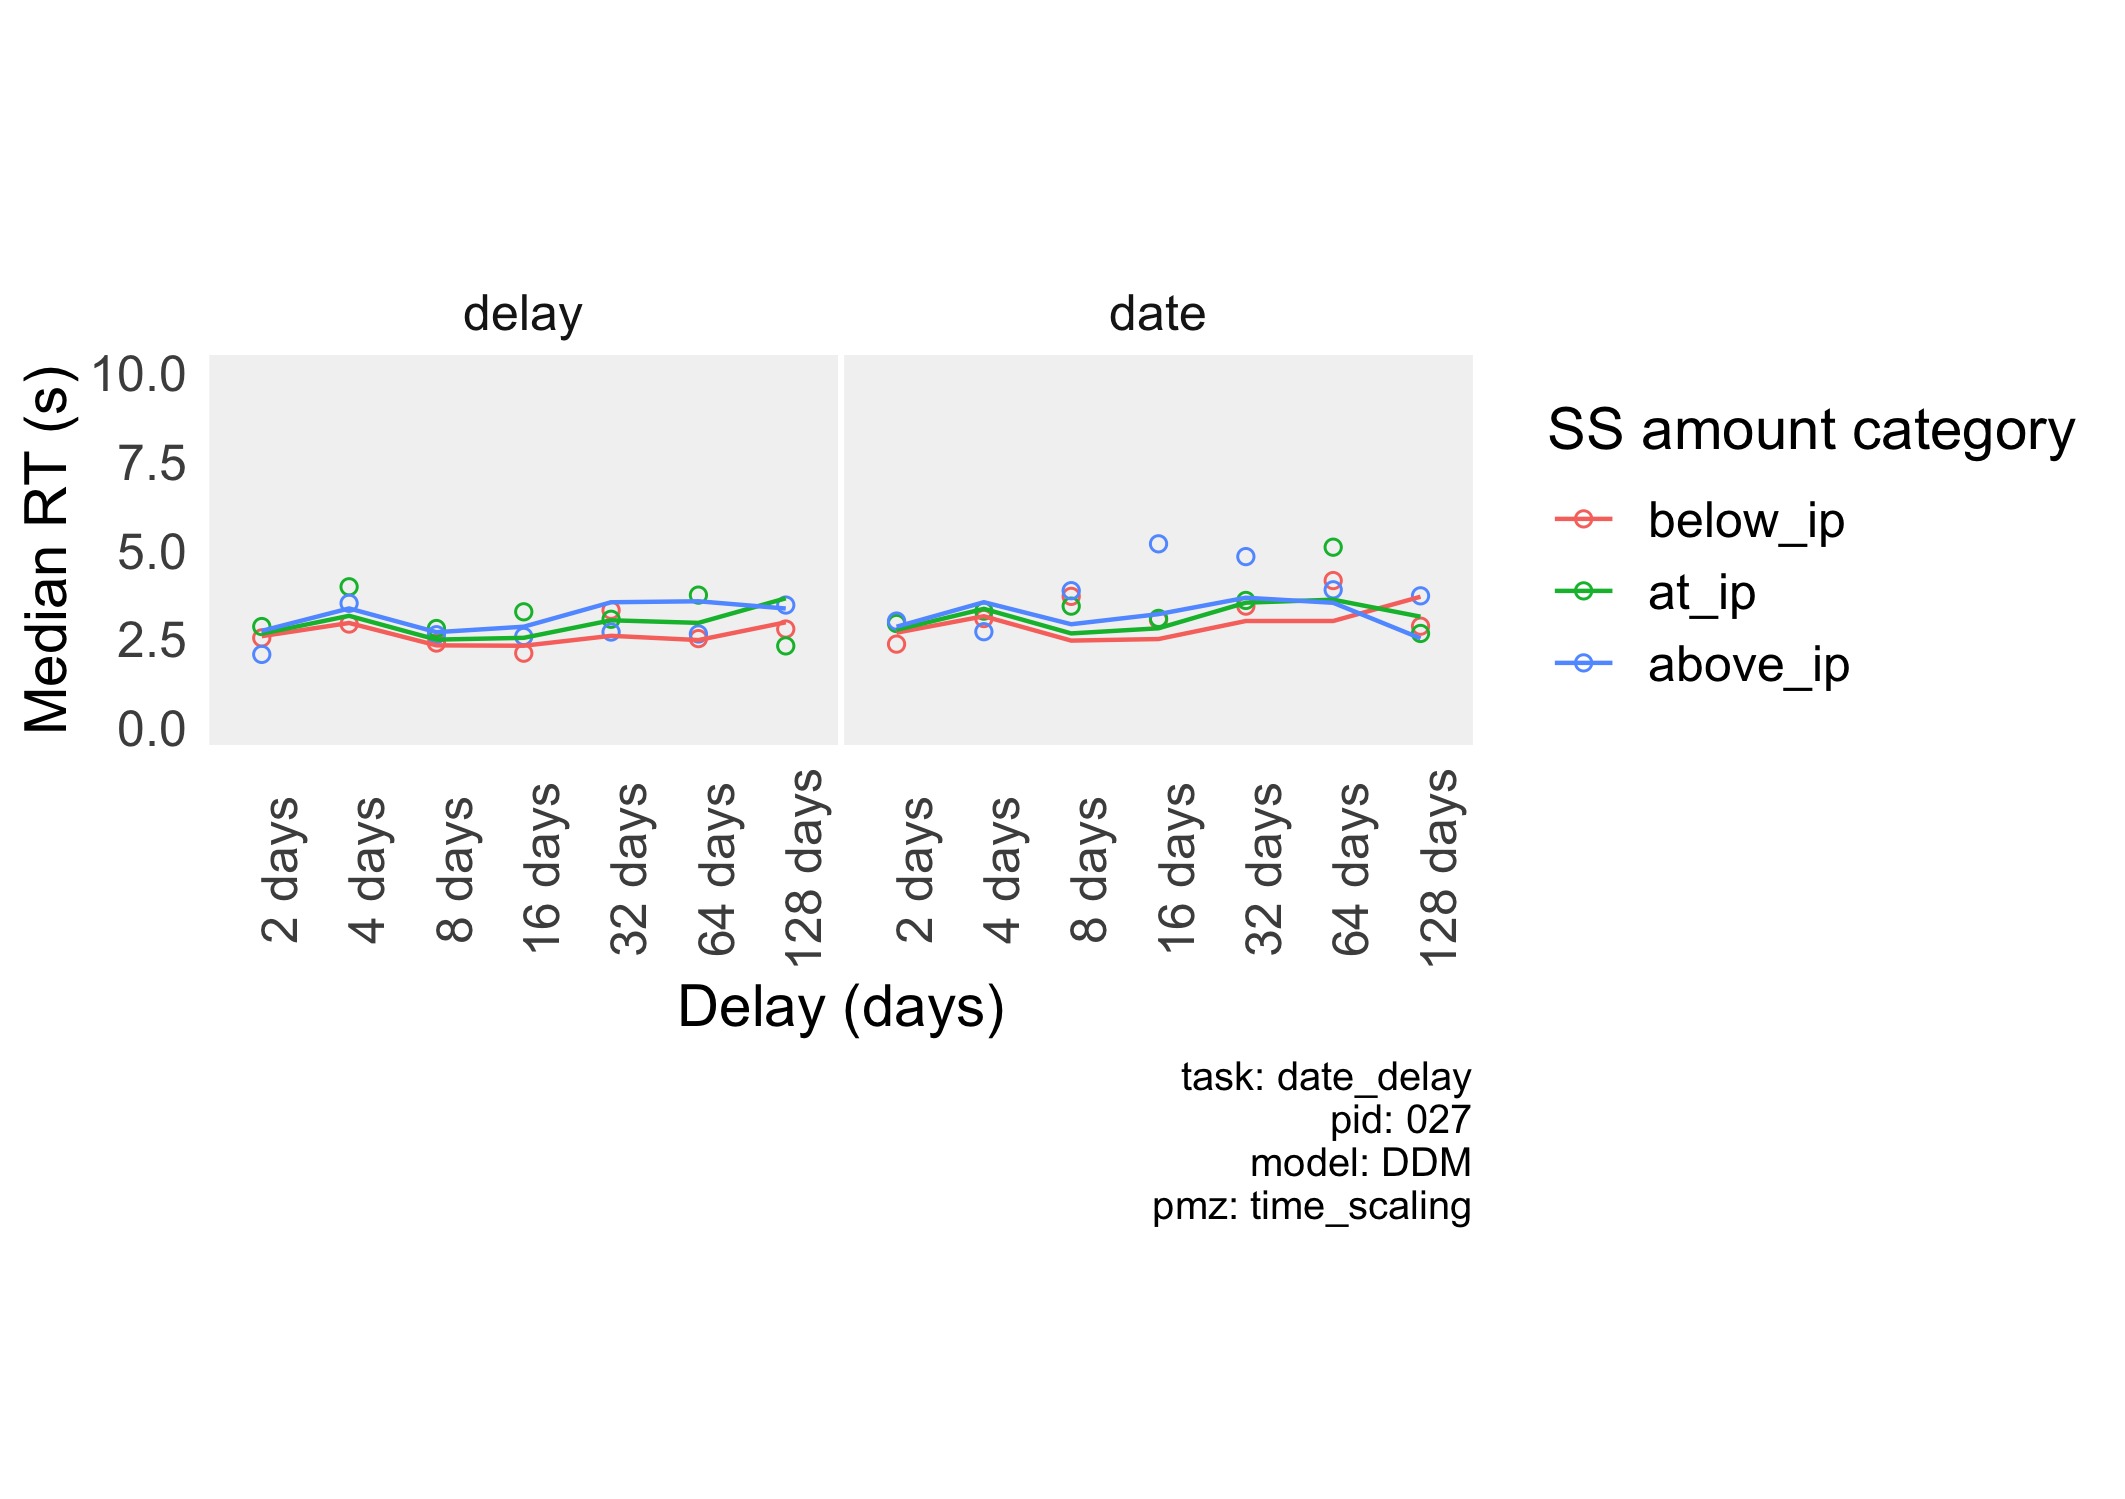 delay
date
Median RT (s)
10.0
7.5
5.0
2.5
0.0
2 days
4 days
8 days
16 days
32 days
64 days
128 days
2 days
4 days
8 days
16 days
32 days
64 days
128 days
Delay (days)
SS amount category
below_ip
at_ip
above_ip
task: date_delay
pid: 027
model: DDM
pmz: time_scaling